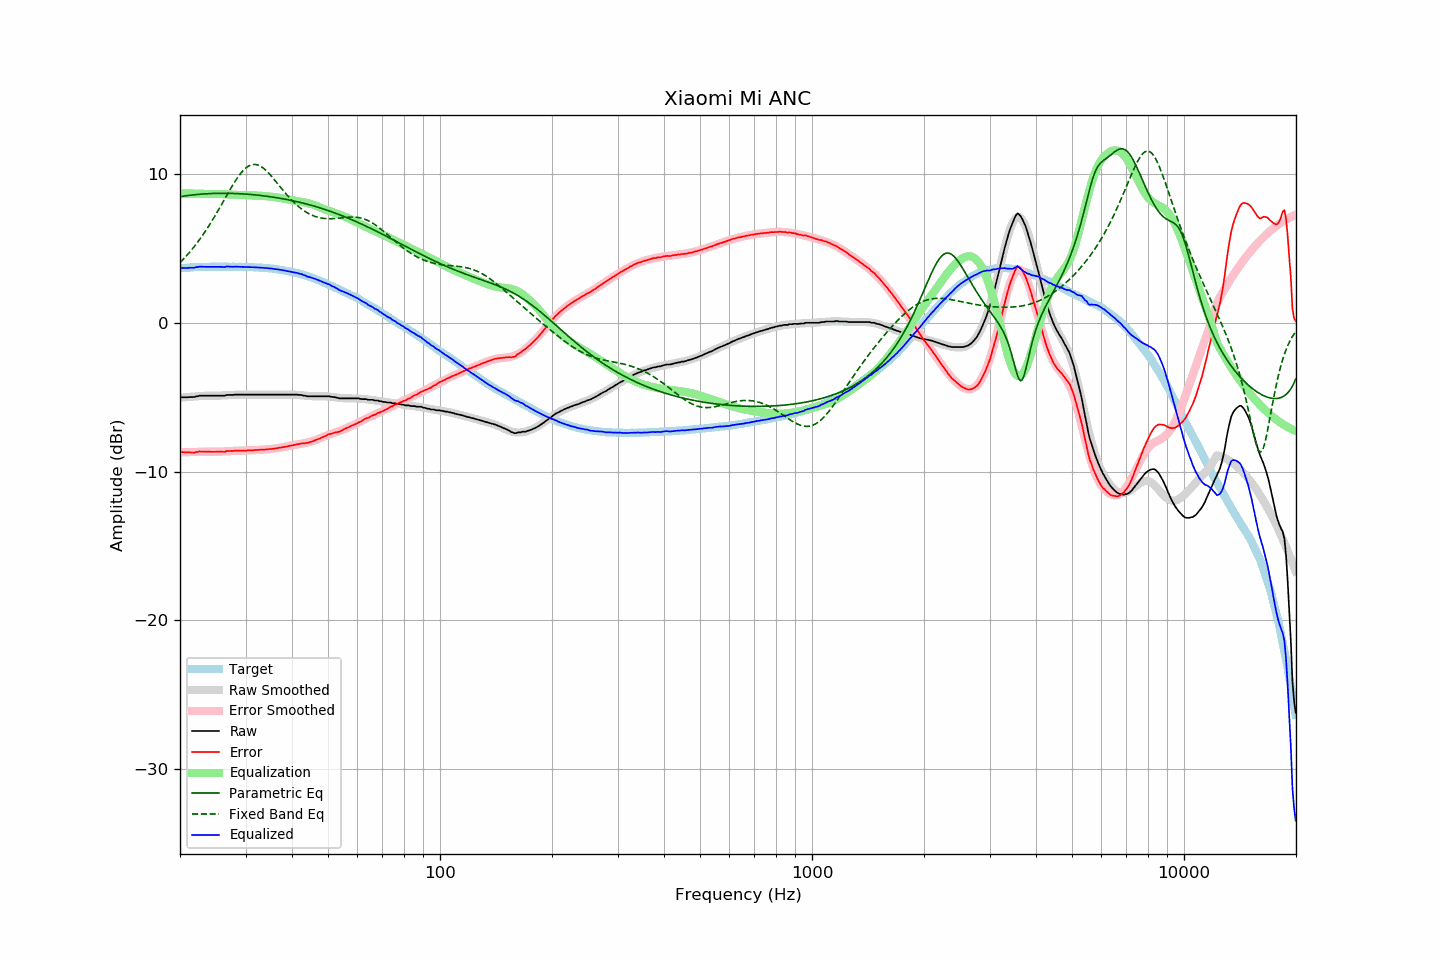 Xiaomi Mi ANC
Amplitude (dBr)
10
0
−10
−20
−30
Target
Raw Smoothed
Error Smoothed
Raw
Error
Equalization
Parametric Eq
Fixed Band Eq
Equalized
100
1000
10000
Frequency (Hz)